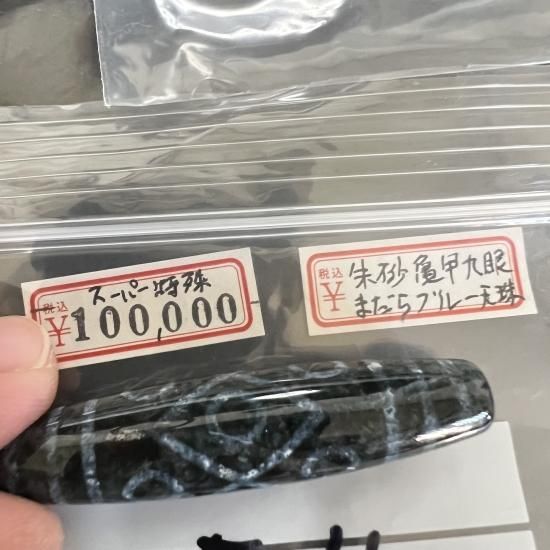 スーパー特殊
税込
¥100,000
税込
¥
朱砂亀甲九眼
まだらブルー天珠